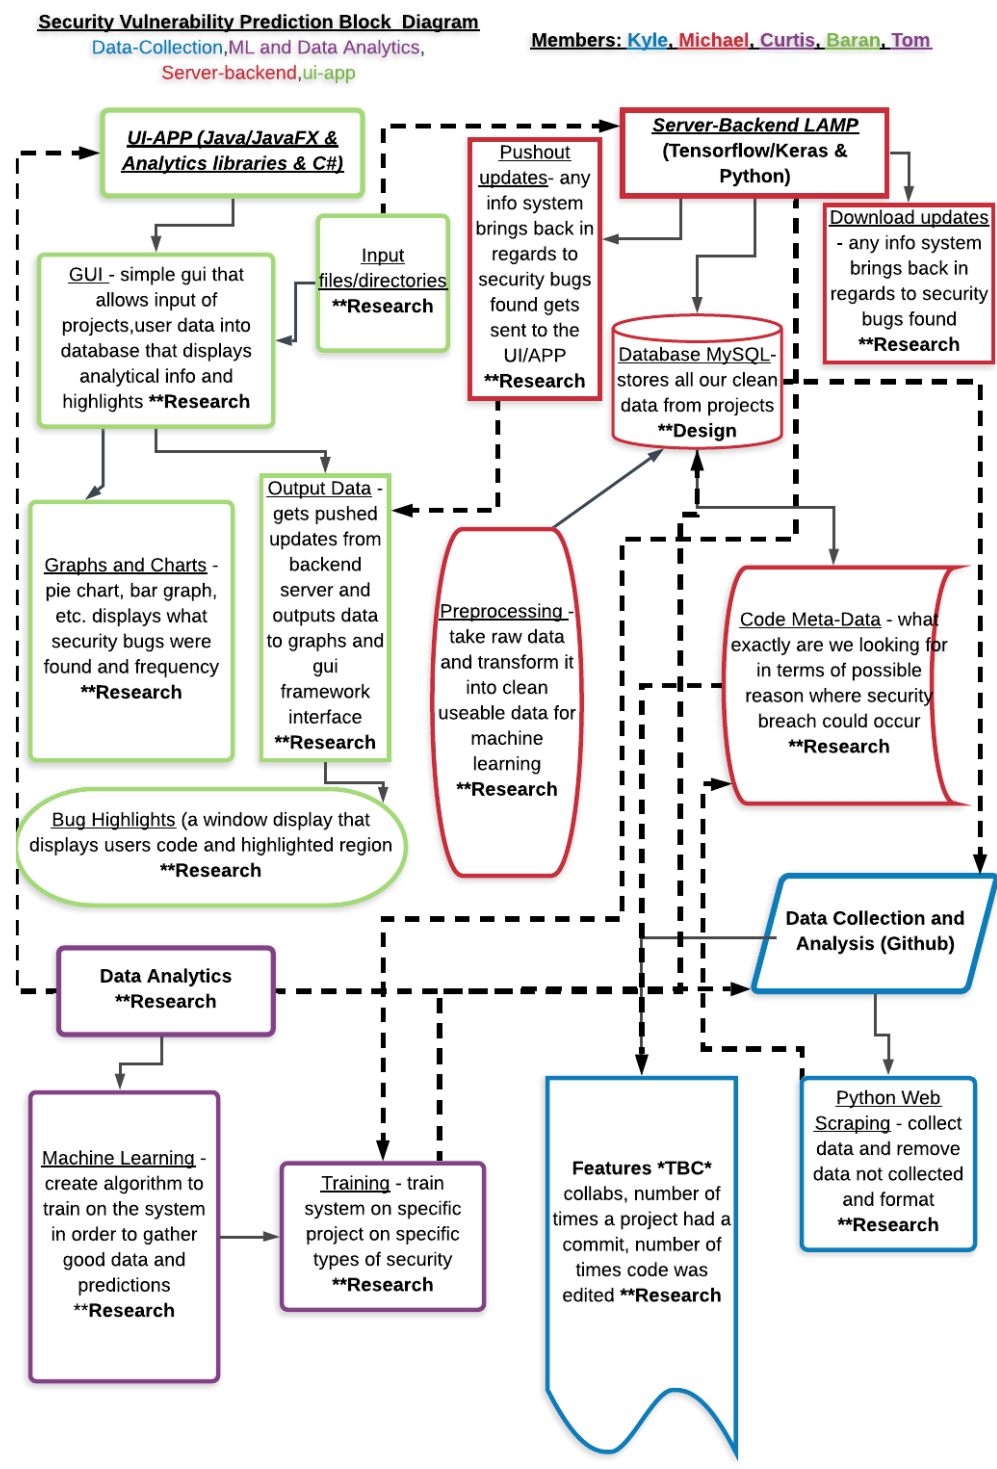 Security Vulnerability Prediction Block Diagram
Data-Collection,ML and Data Analytics,
Server-backend,ui-app
Members: Kyle, Michael, Curtis, Baran, Tom
UI-APP (Java/JavaFX &
Analytics libraries & C#)
Server-Backend LAMP
(Tensorflow/Keras &
Python)
Pushout
updates- any
info system
brings back in
regards to
security bugs
found gets
sent to the
UI/APP
**Research
Download updates
- any info system
brings back in
regards to security
bugs found
**Research
Input
files/directories
**Research
GUI - simple gui that
allows input of
projects,user data into
database that displays
analytical info and
highlights **Research
Database MySQL-
stores all our clean
data from projects
**Design
Output Data -
gets pushed
updates from
backend
server and
outputs data
to graphs and
gui
framework
interface
**Research
Graphs and Charts -
pie chart, bar graph,
etc. displays what
security bugs were
found and frequency
**Research
Preprocessing -
take raw data
and transform it
into clean
useable data for
machine
learning
**Research
Code Meta-Data - what
exactly are we looking for
in terms of possible
reason where security
breach could occur
**Research
Bug Highlights (a window display that
displays users code and highlighted region
**Research
Data Collection and
Analysis (Github)
Data Analytics
**Research
Python Web
Scraping - collect
data and remove
data not collected
and format
**Research
Machine Learning -
create algorithm to
train on the system
in order to gather
good data and
predictions
**Research
Training - train
system on specific
project on specific
types of security
**Research
Features *TBC*
collabs, number of
times a project had a
commit, number of
times code was
edited **Research